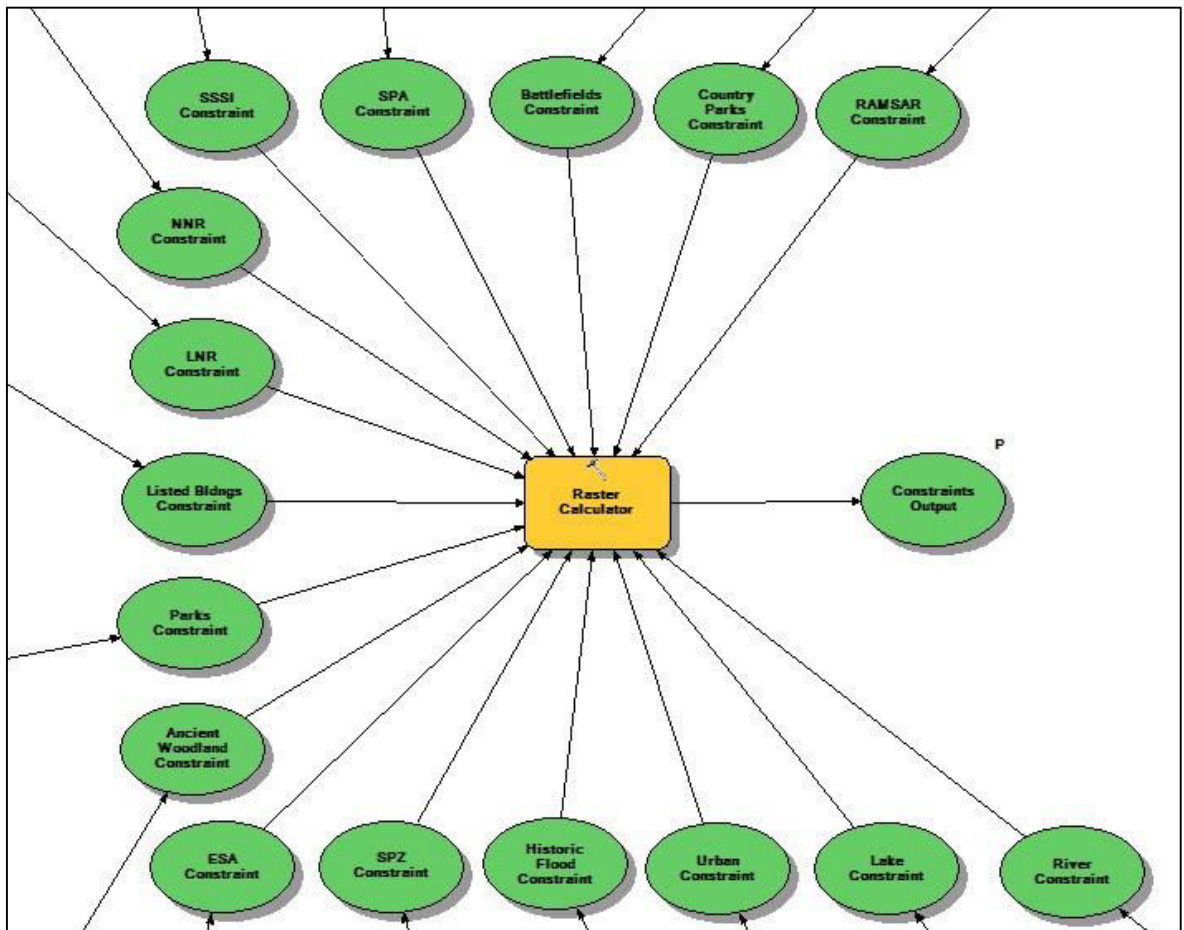 SSSI
Constraint
SPA
Constraint
Battlefields
Constraint
Country
Parks
Constraint
RAMSAR
Constraint
NNR
Constraint
LNR
Constraint
Listed Bldngs
Constraint
Raster
Calculator
P
Constraints
Output
Parks
Constraint
Ancient
Woodland
Constraint
ESA
Constraint
SPZ
Constraint
Historic
Flood
Constraint
Urban
Constraint
Lake
Constraint
River
Constraint